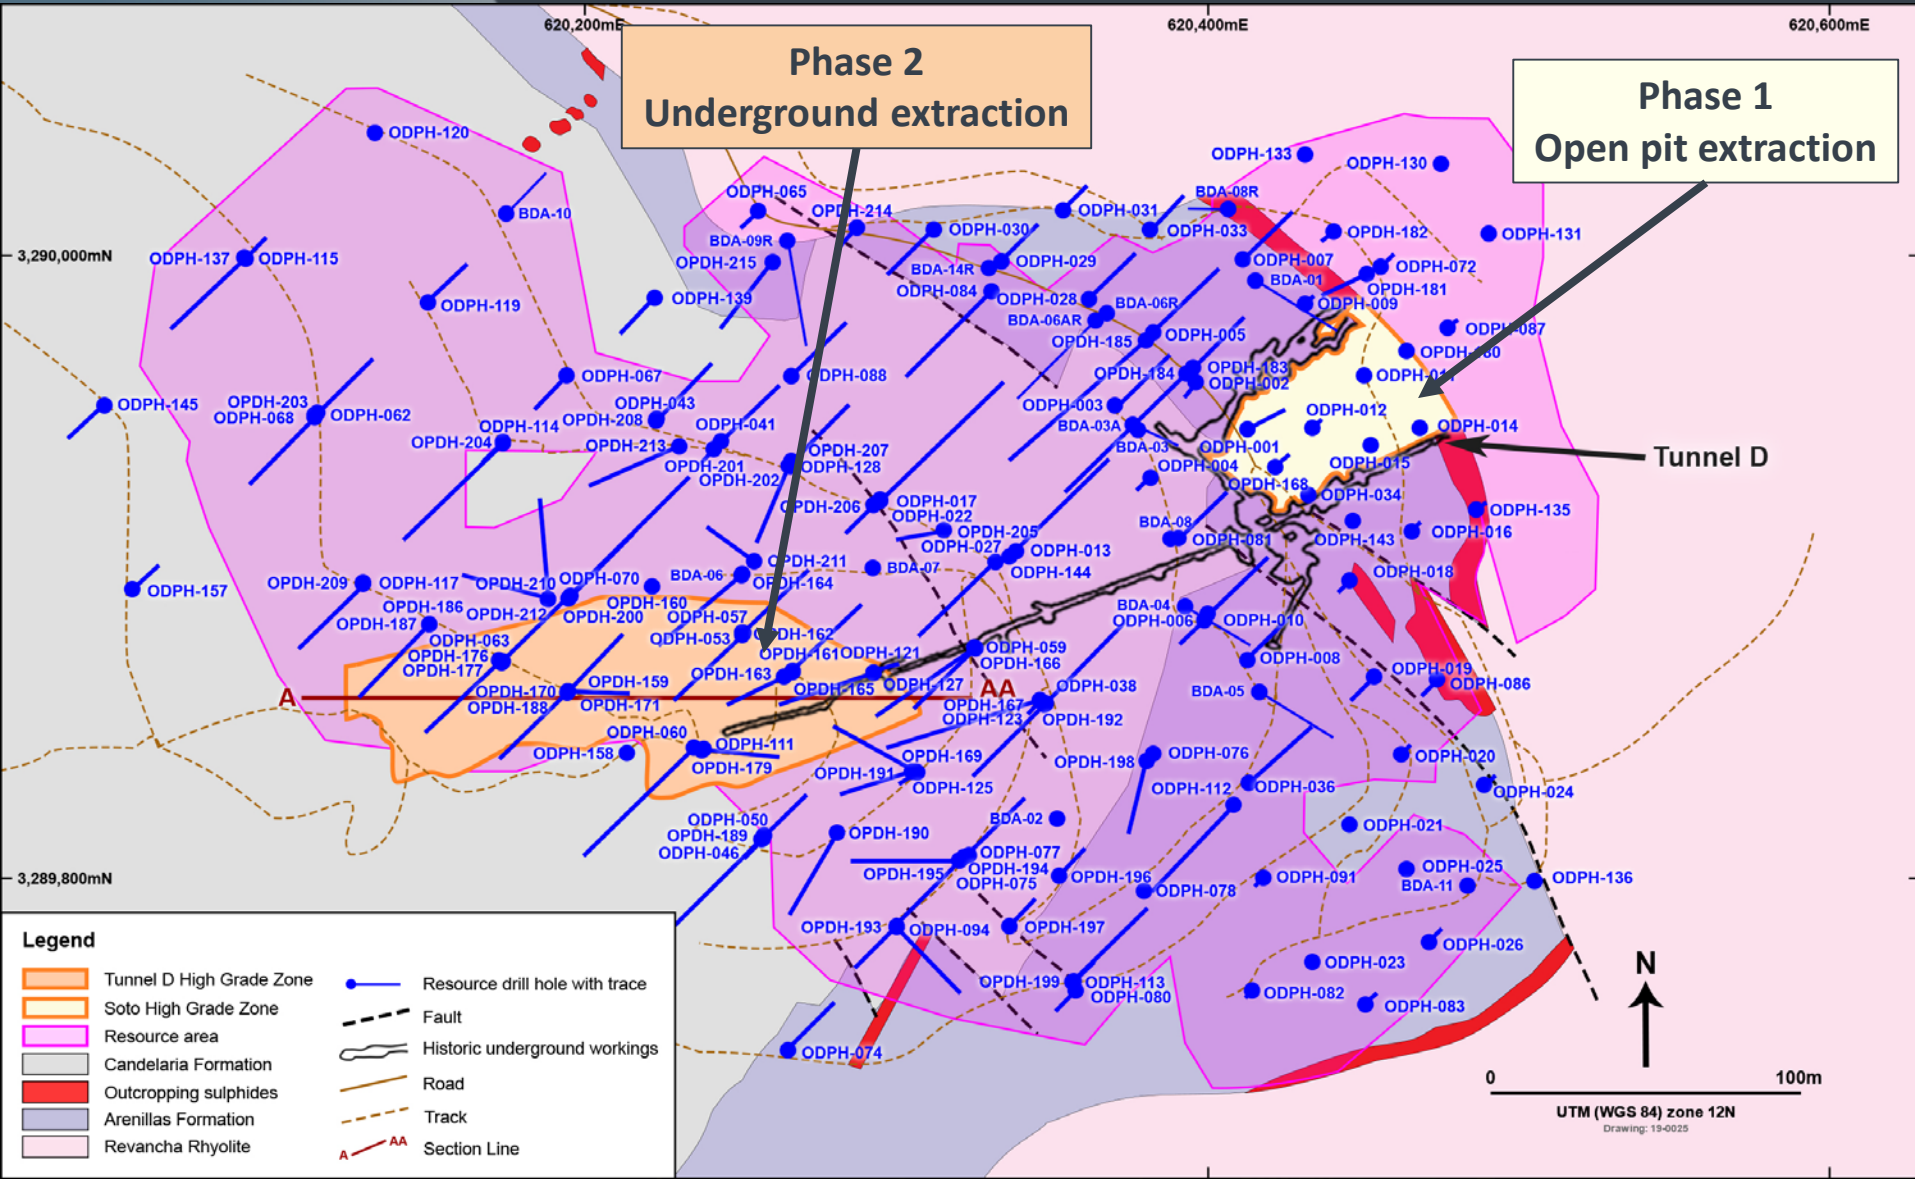 620,200mE
620,400mE
620,600mE
Phase 2
Underground extraction
Phase 1
Open pit extraction
ODPH-120
ODPH-133
ODPH-130
ODPH-065
BDA-08R
BDA-10
OPDH-214
ODPH-031
ODPH-030
ODPH-033
ODPH-182
ODPH-131
BDA-09R
3,290,000mN
ODPH-137
ODPH-115
OPDH-215
BDA-14R
ODPH-029
ODPH-007
ODPH-072
BDA-01
OPDH-181
ODPH-139
ODPH-084
ODPH-028
BDA-06R
ODPH-009
ODPH-119
BDA-06AR
ODPH-005
ODPH-087
OPDH-185
OPDH-184
OPDH-183
ODPH-002
ODPH-067
ODPH-088
ODPH-145
OPDH-203
ODPH-068
ODPH-062
ODPH-043
OPDH-208
ODPH-041
ODPH-003
ODPH-012
ODPH-114
OPDH-204
OPDH-213
BDA-03A
BDA-03
ODPH-001
ODPH-014
Tunnel D
OPDH-201
OPDH-202
OPDH-207
ODPH-128
ODPH-004
ODPH-015
OPDH-168
ODPH-034
OPDH-206
ODPH-017
ODPH-022
OPDH-205
ODPH-027
ODPH-013
ODPH-144
BDA-08
ODPH-081
ODPH-143
ODPH-016
ODPH-135
ODPH-157
OPDH-209
ODPH-117
OPDH-210
ODPH-070
BDA-06
OPDH-211
OPDH-164
BDA-07
ODPH-018
OPDH-186
OPDH-187
OPDH-212
OPDH-200
OPDH-160
ODPH-057
ODPH-053
OPDH-162
BDA-04
ODPH-006
ODPH-010
ODPH-063
OPDH-176
OPDH-177
OPDH-161
ODPH-121
ODPH-059
OPDH-166
ODPH-008
OPDH-163
OPDH-165
ODPH-127
ODPH-019
ODPH-086
A
AA
OPDH-170
OPDH-188
ODPH-159
OPDH-171
OPDH-167
ODPH-123
ODPH-038
OPDH-192
BDA-05
ODPH-060
ODPH-111
OPDH-179
ODPH-158
OPDH-169
OPDH-191
ODPH-125
OPDH-198
ODPH-076
ODPH-020
ODPH-112
ODPH-036
ODPH-024
ODPH-050
OPDH-189
ODPH-046
OPDH-190
BDA-02
ODPH-021
ODPH-077
OPDH-195
OPDH-194
ODPH-075
OPDH-196
ODPH-078
ODPH-091
ODPH-025
BDA-11
ODPH-136
3,289,800mN
OPDH-193
ODPH-094
OPDH-197
ODPH-026
OPDH-199
ODPH-113
ODPH-080
ODPH-023
ODPH-082
ODPH-083
ODPH-074
Legend
Tunnel D High Grade Zone
Soto High Grade Zone
Resource area
Candelaria Formation
Outcropping sulphides
Arenillas Formation
Revancha Rhyolite
Resource drill hole with trace
Fault
Historic underground workings
Road
Track
A
AA
Section Line
N
0
100m
UTM (WGS 84) zone 12N
Drawing: 19-0025